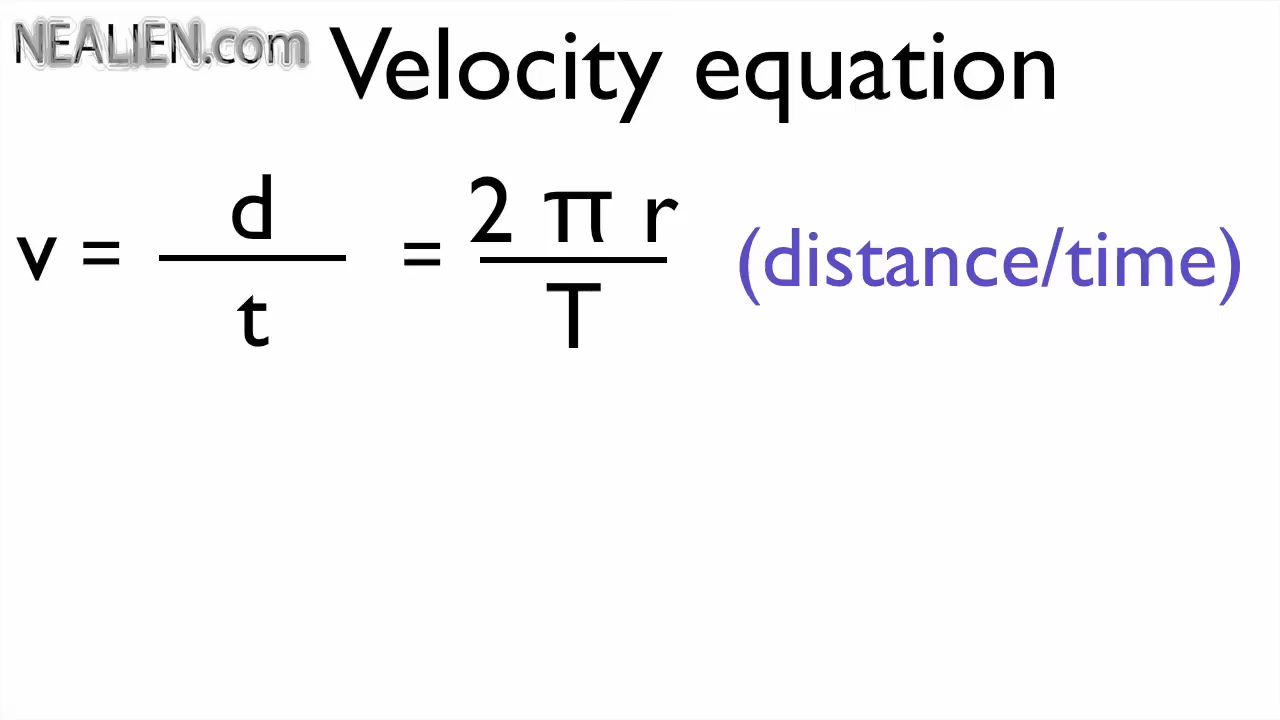 NEALIEN.com
Velocity equation
v = d/t = 2 π r/T (distance/time)